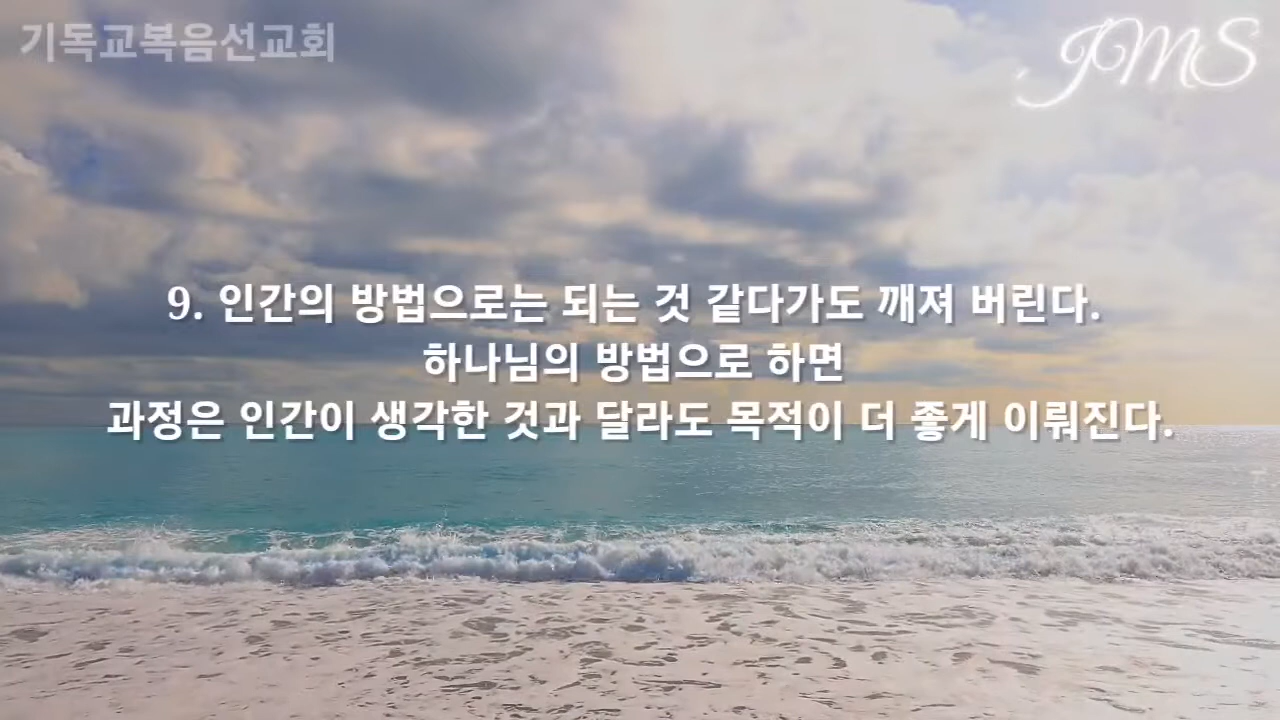 기독교복음선교회
JMS
9. 인간의 방법으로는 되는 것 같다가도 깨져 버린다.
하나님의 방법으로 하면
과정은 인간이 생각한 것과 달라도 목적이 더 좋게 이뤄진다.